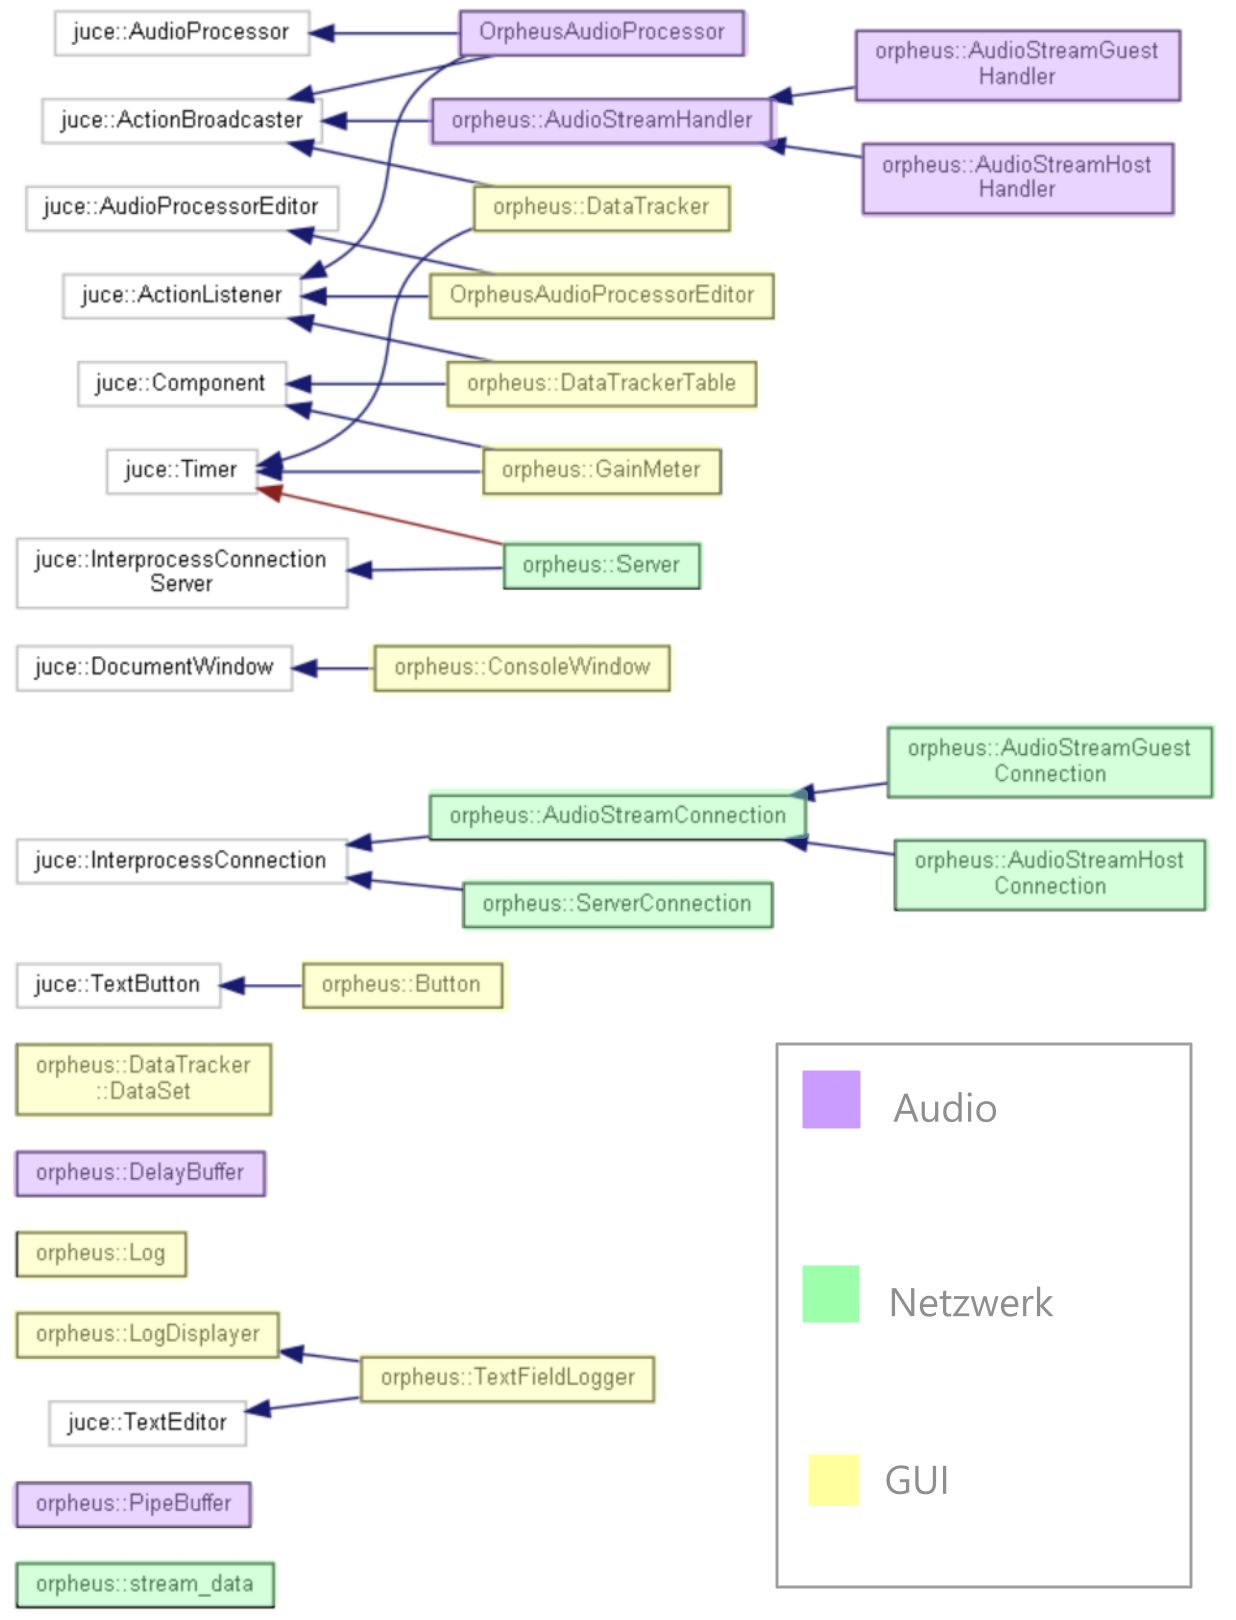 juce::AudioProcessor
OrpheusAudioProcessor
orpheus::AudioStreamGuest
Handler
juce::ActionBroadcaster
orpheus::AudioStreamHandler
orpheus::AudioStreamHost
Handler
juce::AudioProcessorEditor
orpheus::DataTracker
juce::ActionListener
OrpheusAudioProcessorEditor
juce::Component
orpheus::DataTrackerTable
juce::Timer
orpheus::GainMeter
juce::InterprocessConnection
Server
orpheus::Server
juce::DocumentWindow
orpheus::ConsoleWindow
orpheus::AudioStreamGuest
Connection
orpheus::AudioStreamConnection
juce::InterprocessConnection
orpheus::AudioStreamHost
Connection
orpheus::ServerConnection
juce::TextButton
orpheus::Button
orpheus::DataTracker
::DataSet
orpheus::DelayBuffer
orpheus::Log
orpheus::LogDisplayer
orpheus::TextFieldLogger
juce::TextEditor
orpheus::PipeBuffer
orpheus::stream_data
Audio
Netzwerk
GUI